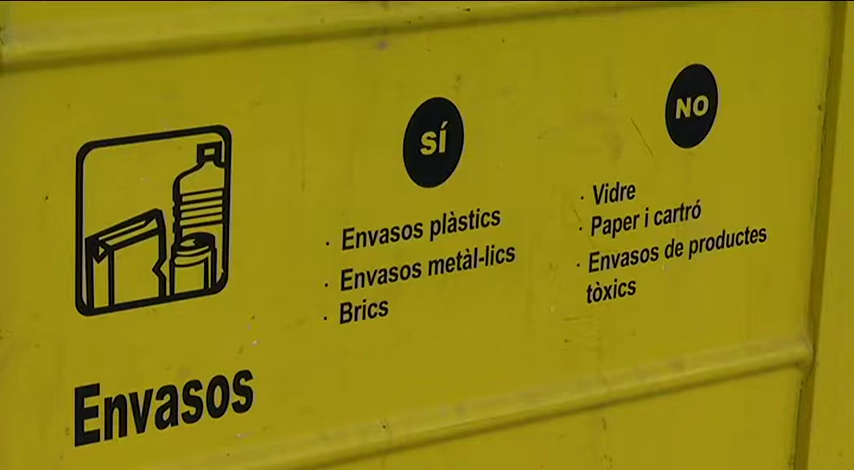 SÍ
NO
· Envasos plàstics
· Envasos metàl-lics
· Brics
· Vidre
· Paper i cartró
· Envasos de productes
tòxics
Envasos